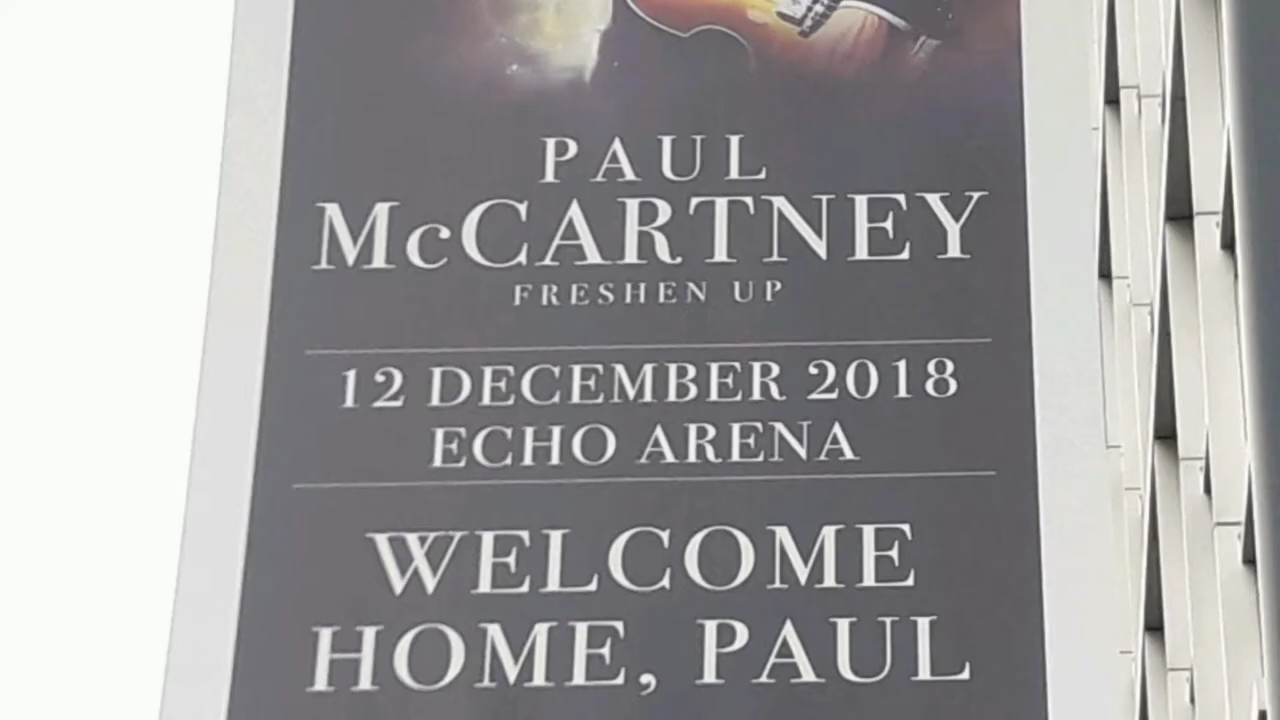 PAUL
McCARTNEY
FRESHEN UP
12 DECEMBER 2018
ECHO ARENA
WELCOME
HOME, PAUL